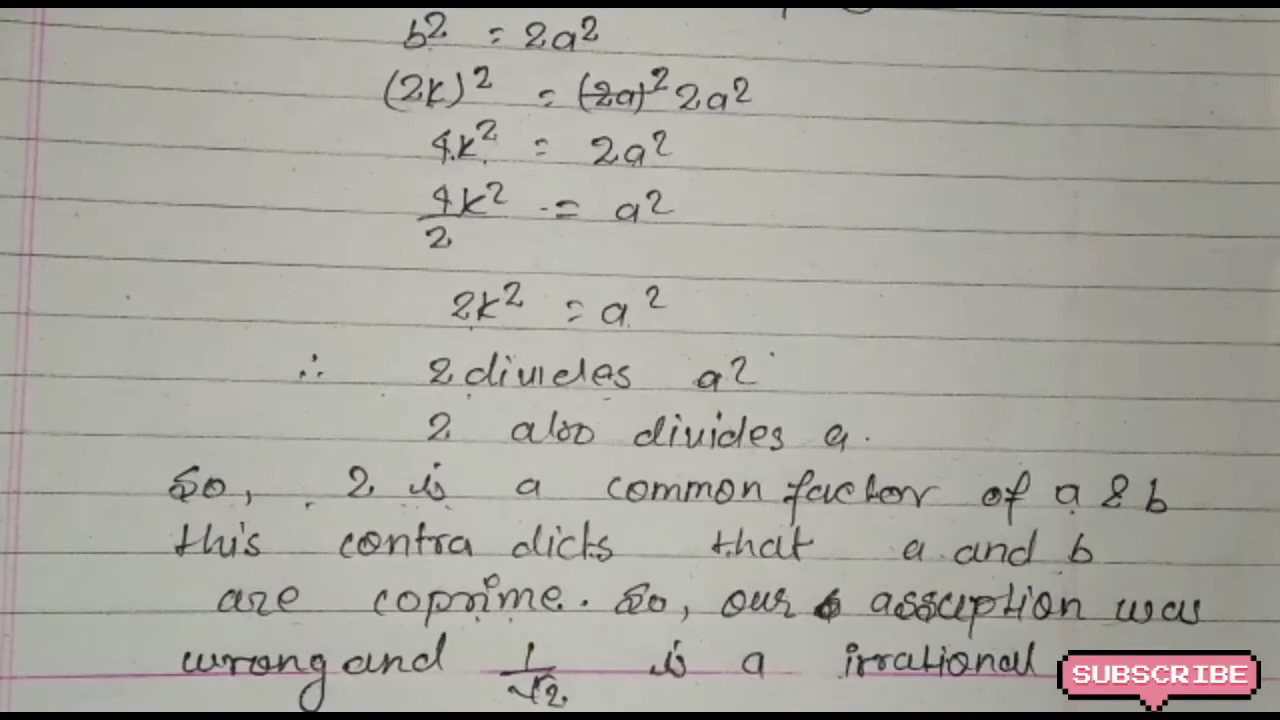 b² = 2a²
(2k)² = (2a)² 2a²
4k² = 2a²
4k²/2 = a²
2k² = a²
∴ 2 divides a²
2 also divides a.
So, 2 is a common factor of a & b
this contra dicts that a and b
are coprime. So, our assuption was
wrong and 1/√2 is a irrational
SUBSCRIBE